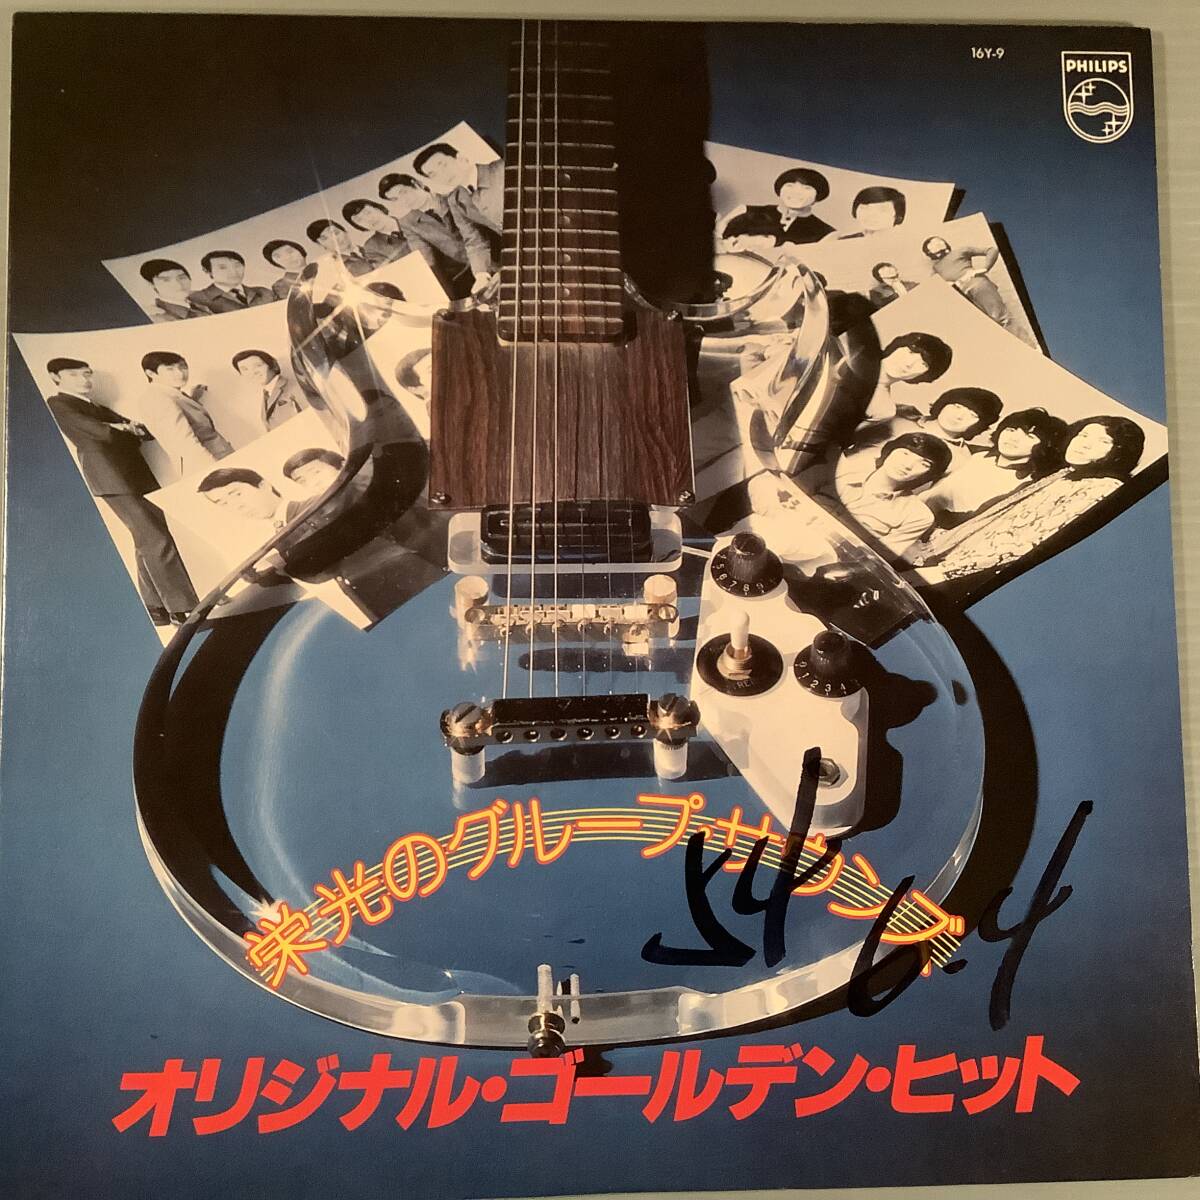 16Y-9
PHILIPS
栄光のグループ・サウンズ
54 6.4
オリジナル・ゴールデン・ヒット